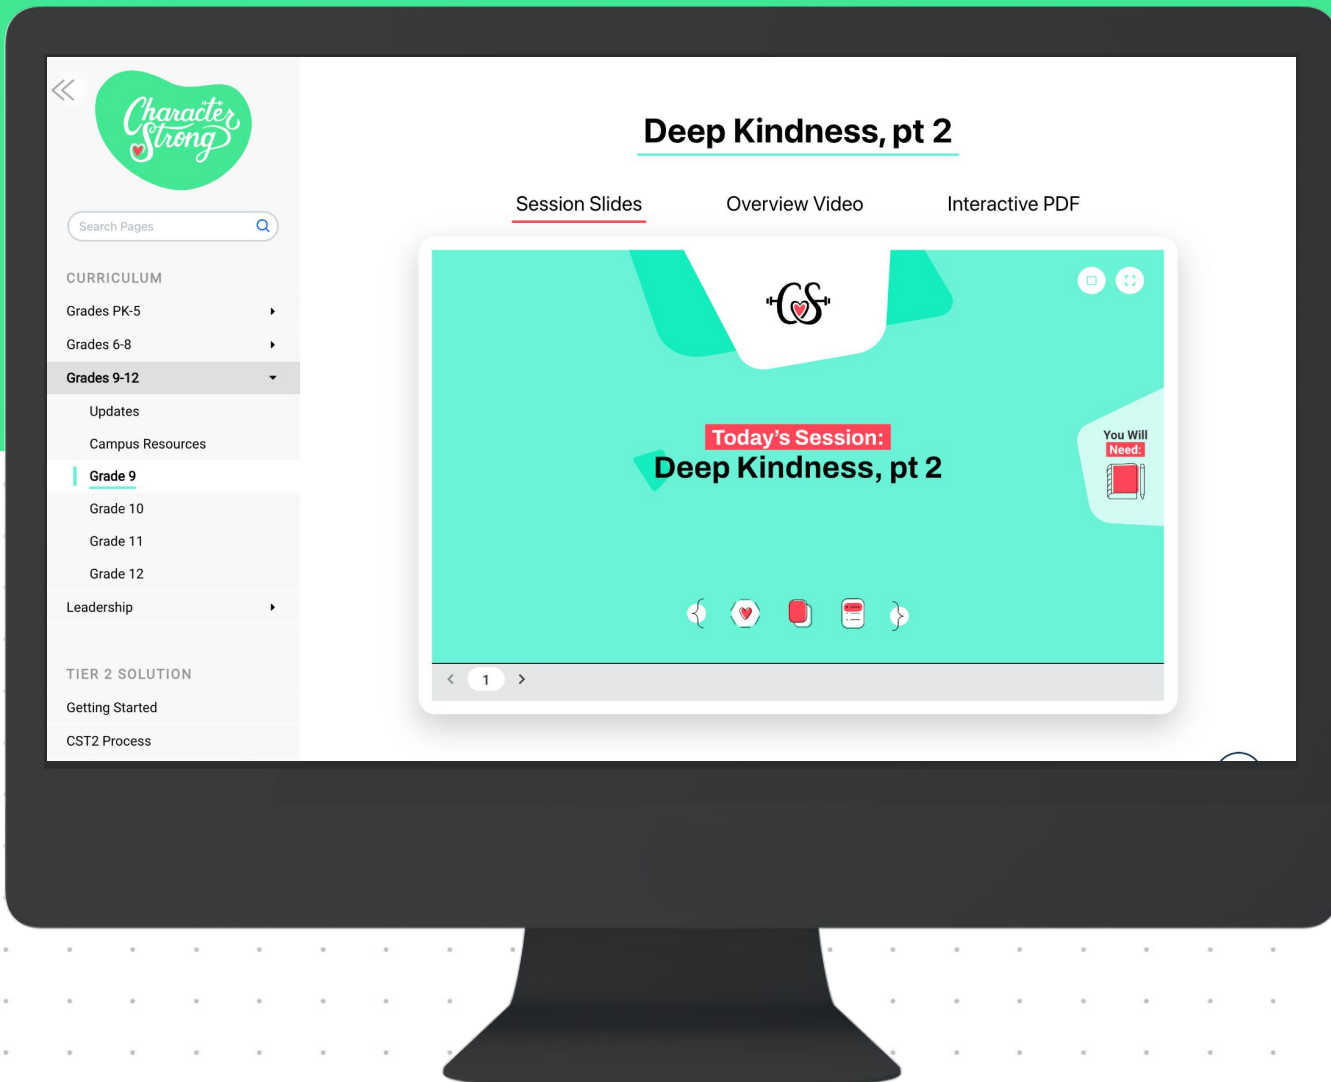 Character
Strong
Search Pages
CURRICULUM
Grades PK-5
Grades 6-8
Grades 9-12
Updates
Campus Resources
Grade 9
Grade 10
Grade 11
Grade 12
Leadership
TIER 2 SOLUTION
Getting Started
CST2 Process
Deep Kindness, pt 2
Session Slides
Overview Video
Interactive PDF
CS
Today's Session:
Deep Kindness, pt 2
You Will
Need:
1